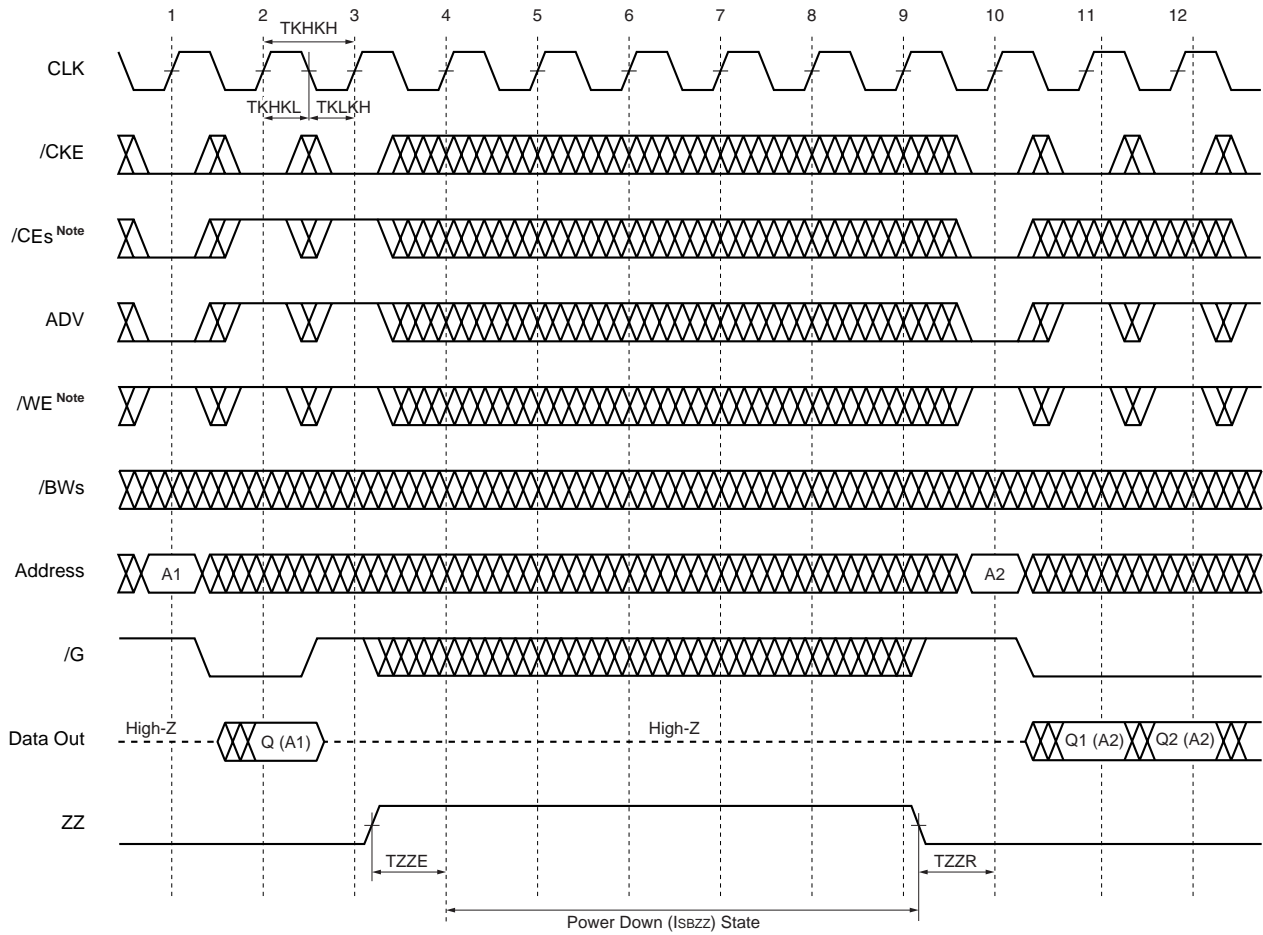 1 2 3 4 5 6 7 8 9 10 11 12
TKHKH
CLK
TKHKL TKLKH
/CKE
/CEs Note
ADV
/WE Note
/BWs
Address A1 A2
/G
High-Z High-Z
Data Out Q (A1) Q1 (A2) Q2 (A2)
ZZ
TZZE TZZR
Power Down (ISBZZ) State